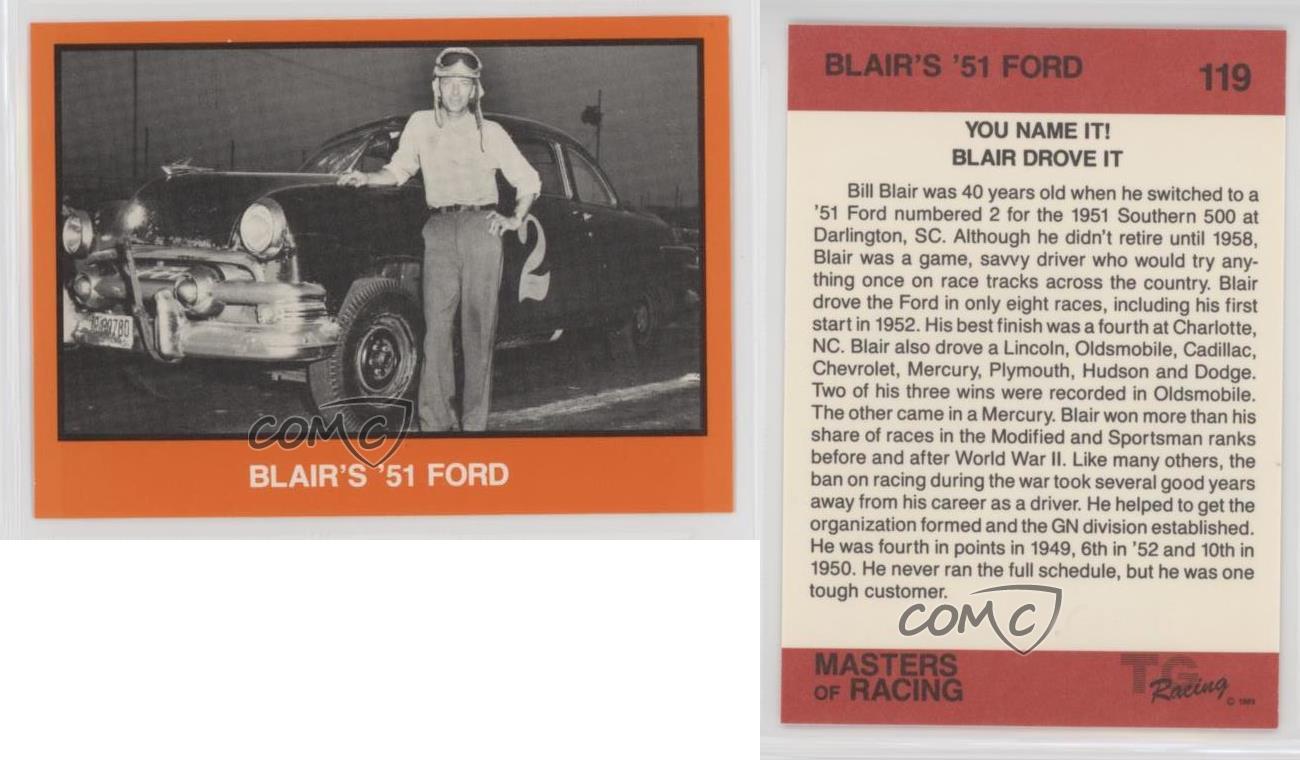 2
COMC
BLAIR'S '51 FORD
BLAIR'S '51 FORD
119
YOU NAME IT!
BLAIR DROVE IT
Bill Blair was 40 years old when he switched to a
'51 Ford numbered 2 for the 1951 Southern 500 at
Darlington, SC. Although he didn't retire until 1958,
Blair was a game, savvy driver who would try any-
thing once on race tracks across the country. Blair
drove the Ford in only eight races, including his first
start in 1952. His best finish was a fourth at Charlotte,
NC. Blair also drove a Lincoln, Oldsmobile, Cadillac,
Chevrolet, Mercury, Plymouth, Hudson and Dodge.
Two of his three wins were recorded in Oldsmobile.
The other came in a Mercury. Blair won more than his
share of races in the Modified and Sportsman ranks
before and after World War II. Like many others, the
ban on racing during the war took several good years
away from his career as a driver. He helped to get the
organization formed and the GN division established.
He was fourth in points in 1949, 6th in '52 and 10th in
1950. He never ran the full schedule, but he was one
tough customer.
COMC
MASTERS
OF RACING
TG
Racing